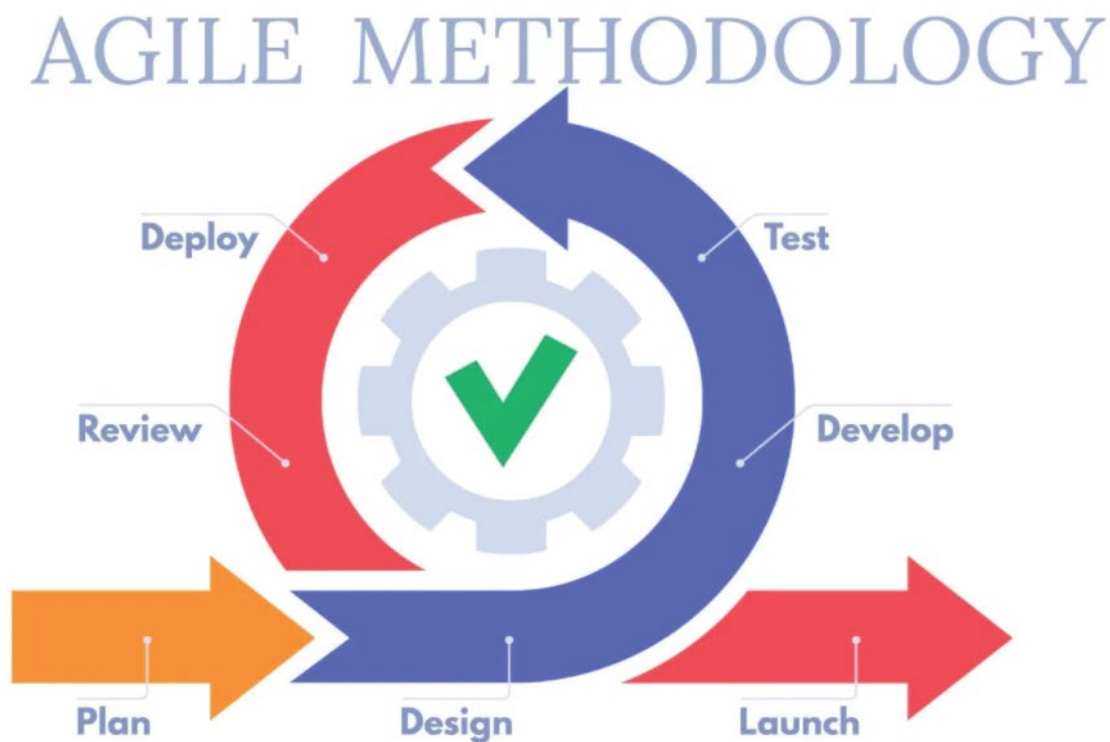 AGILE METHODOLOGY
Deploy
Test
Review
Develop
Plan
Design
Launch